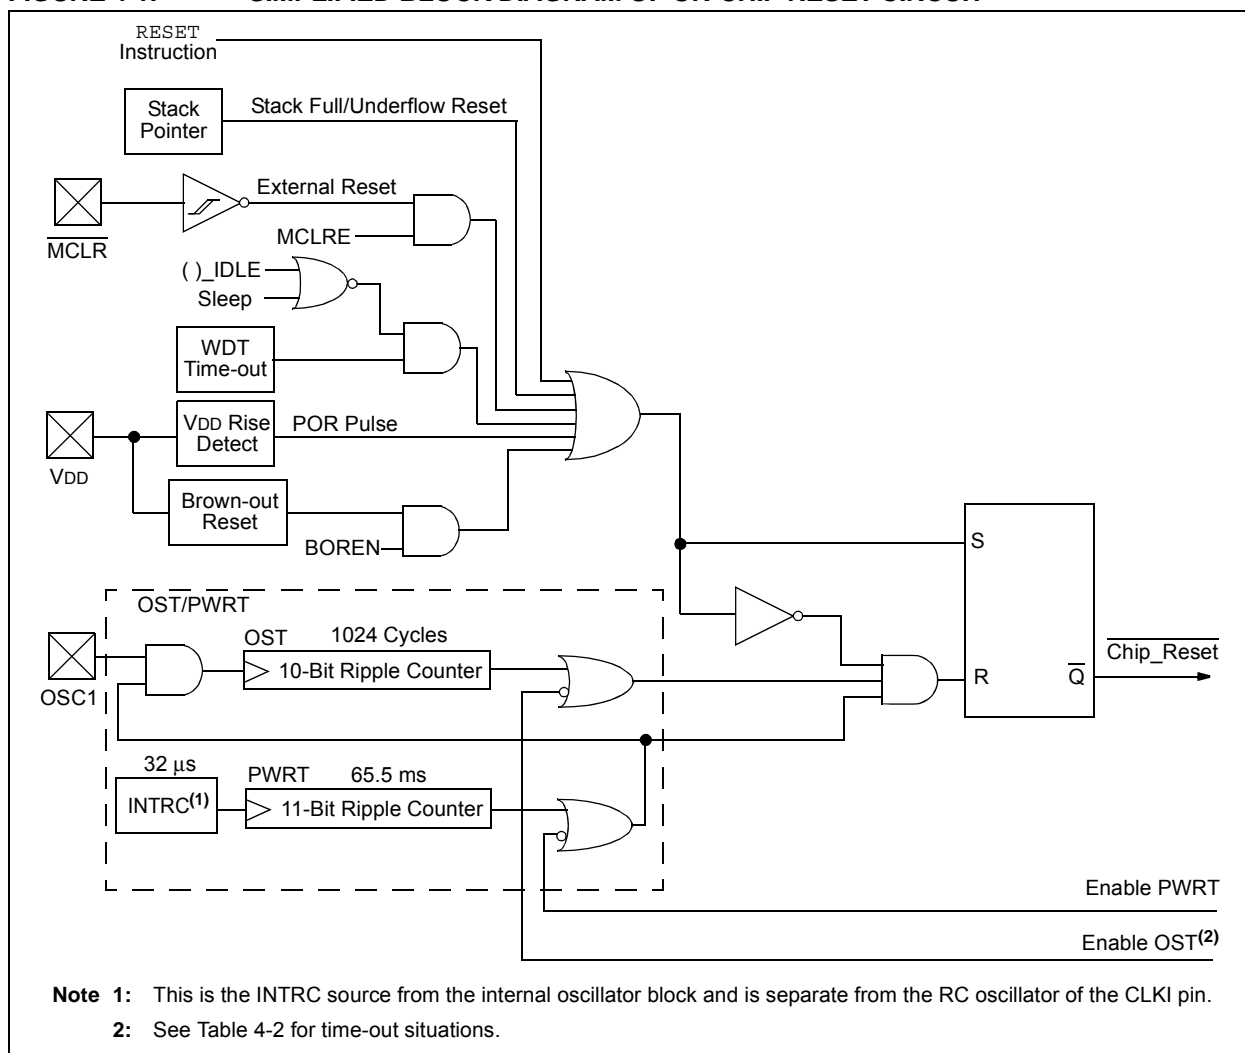 RESET
Instruction
Stack
Pointer
Stack Full/Underflow Reset
External Reset
MCLR
MCLRE
( )_IDLE
Sleep
WDT
Time-out
VDD Rise
Detect
POR Pulse
VDD
Brown-out
Reset
BOREN
S
OST/PWRT
OST 1024 Cycles
10-Bit Ripple Counter
OSC1
R
Q
Chip_Reset
32 μs
PWRT 65.5 ms
INTRC(1)
11-Bit Ripple Counter
Enable PWRT
Enable OST(2)
Note 1: This is the INTRC source from the internal oscillator block and is separate from the RC oscillator of the CLKI pin.
2: See Table 4-2 for time-out situations.